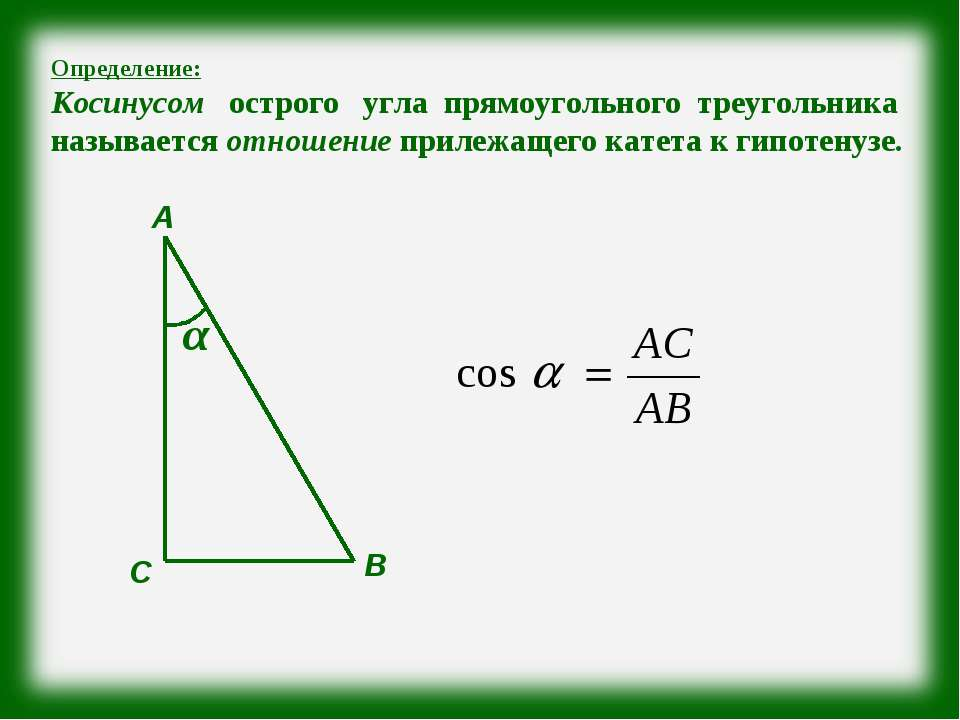 Определение:
Косинусом острого угла прямоугольного треугольника
называется отношение прилежащего катета к гипотенузе.
A
α
cos α = AC
AB
C
B